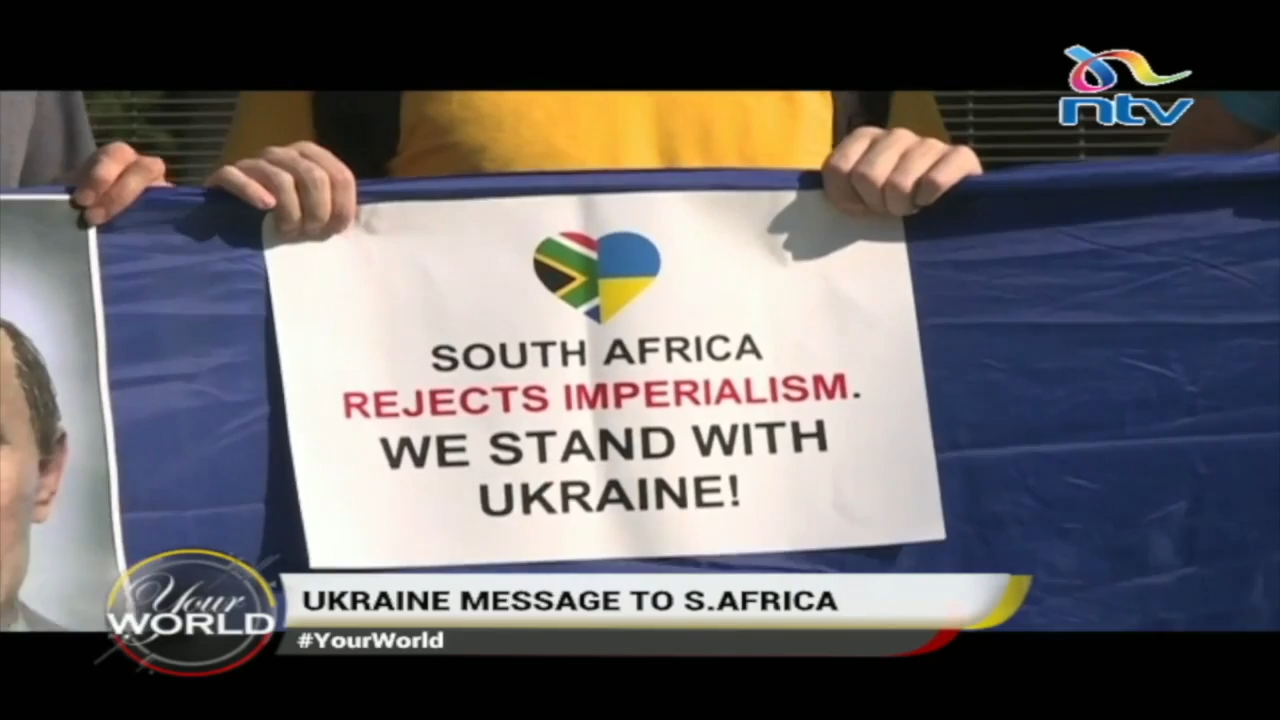 ntv
SOUTH AFRICA
REJECTS IMPERIALISM.
WE STAND WITH
UKRAINE!
Your
WORLD
UKRAINE MESSAGE TO S.AFRICA
#YourWorld